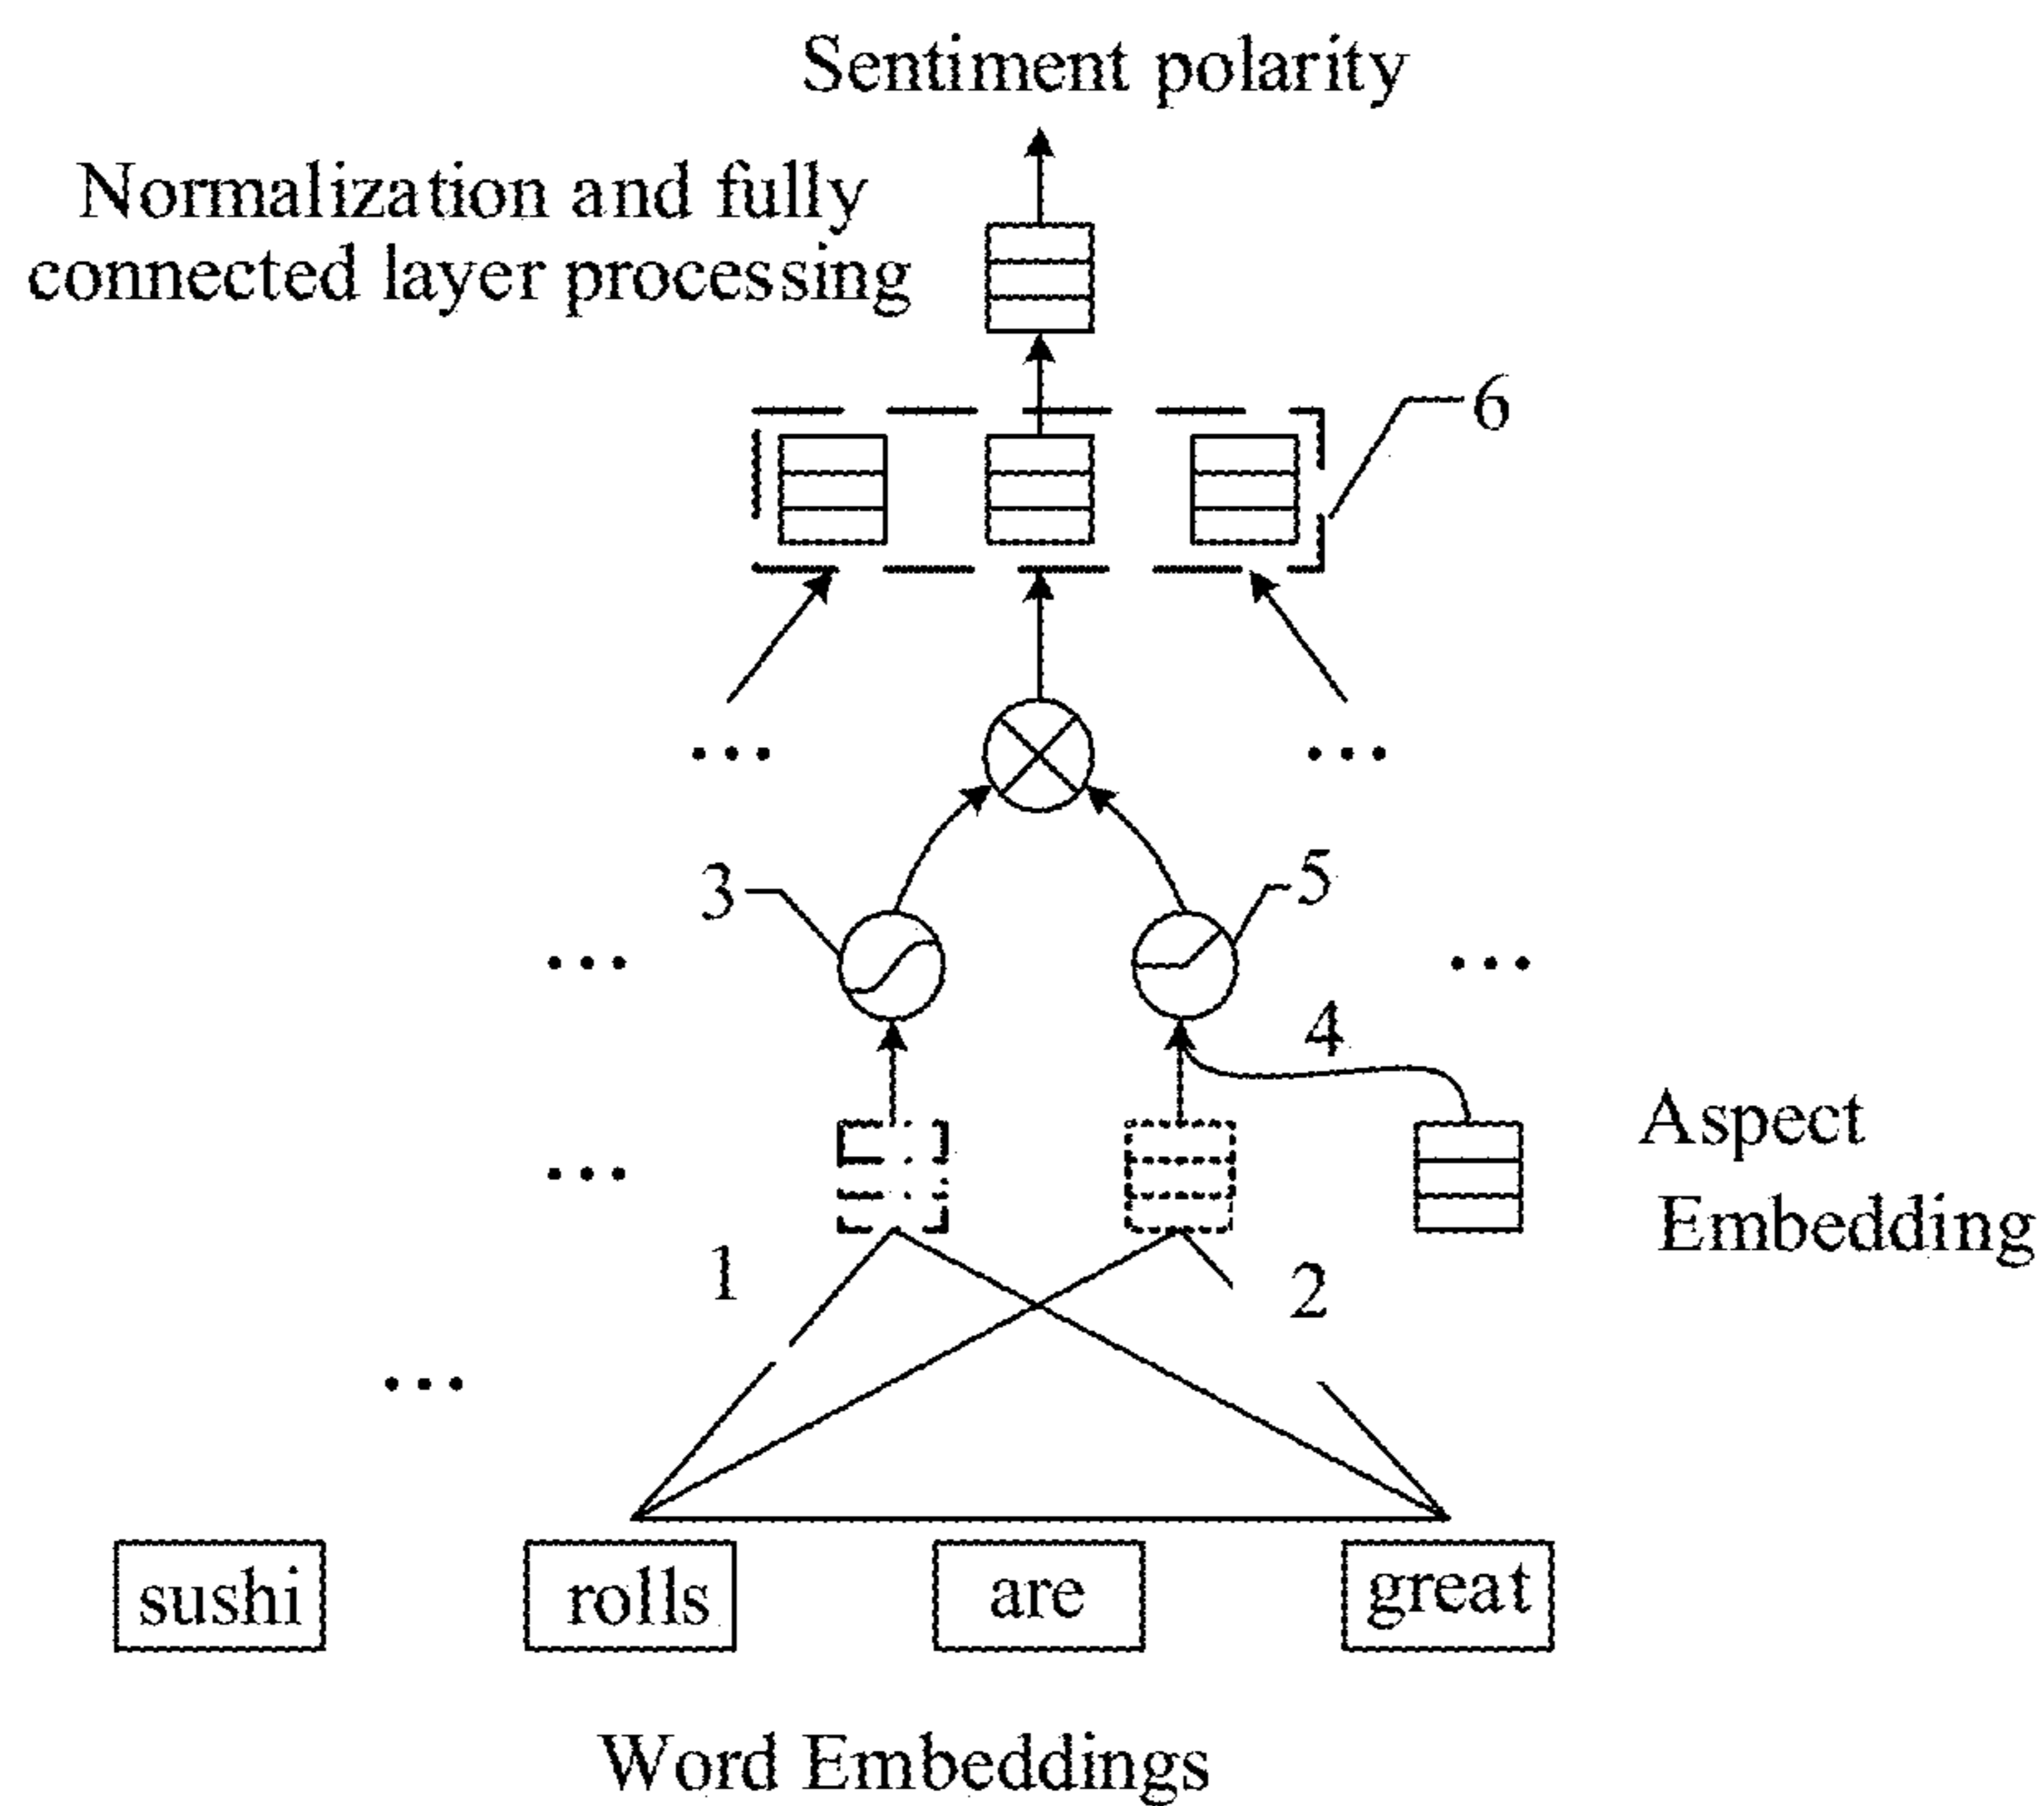 Sentiment polarity
Normalization and fully
connected layer processing
6
...
...
3
5
...
...
4
...
Aspect
Embedding
1
2
...
sushi
rolls
are
great
Word Embeddings